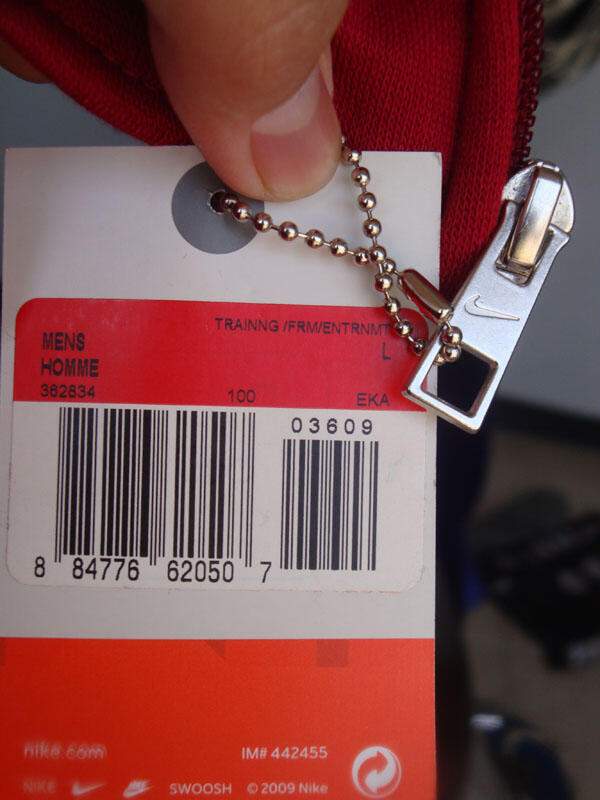 TRAINNG /FRM/ENTRNMT
MENS L
HOMME
362834 100 EKA
03609
8 84776 62050 7
nike.com IM# 442455
NIKE SWOOSH © 2009 Nike